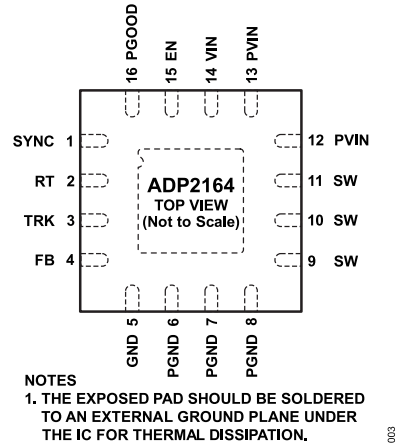 16 PGOOD
15 EN
14 VIN
13 PVIN
SYNC 1
RT 2
TRK 3
FB 4
ADP2164
TOP VIEW
(Not to Scale)
12 PVIN
11 SW
10 SW
9 SW
GND 5
PGND 6
PGND 7
PGND 8
NOTES
1. THE EXPOSED PAD SHOULD BE SOLDERED
TO AN EXTERNAL GROUND PLANE UNDER
THE IC FOR THERMAL DISSIPATION.
003